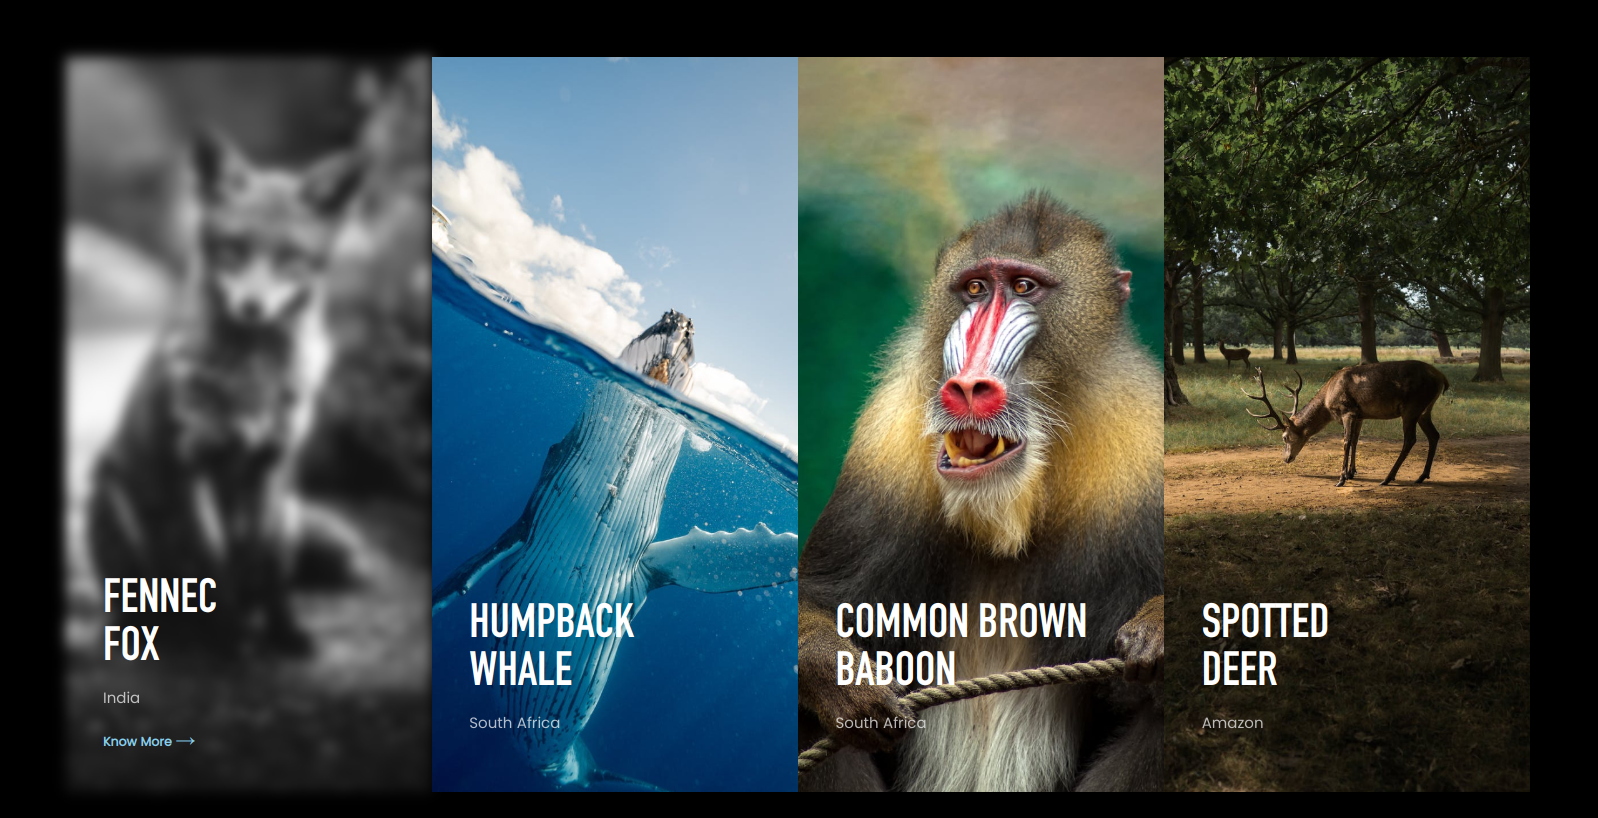 FENNEC
FOX
India
Know More →
HUMPBACK
WHALE
South Africa
COMMON BROWN
BABOON
South Africa
SPOTTED
DEER
Amazon